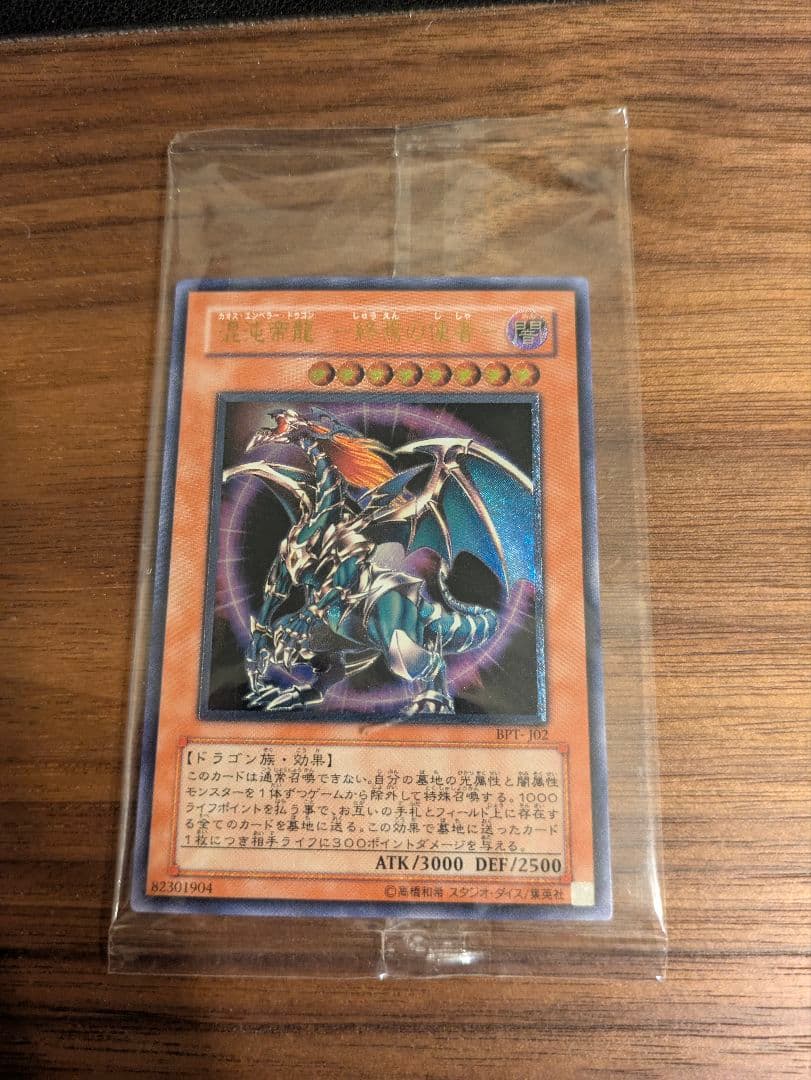 カオス・エンペラー・ドラゴン しゅうえん ししゃ
混沌帝龍 －終焉の使者－ 闇
BPT-J02
【ドラゴン族・効果】
このカードは通常召喚できない。自分の墓地の光属性と闇属性
モンスターを1体ずつゲームから除外して特殊召喚する。1000
ライフポイントを払う事で、お互いの手札とフィールド上に存在す
る全てのカードを墓地に送る。この効果で墓地に送ったカード
1枚につき相手ライフに300ポイントダメージを与える。
ATK/3000 DEF/2500
82301904 ©高橋和希 スタジオ・ダイス/集英社